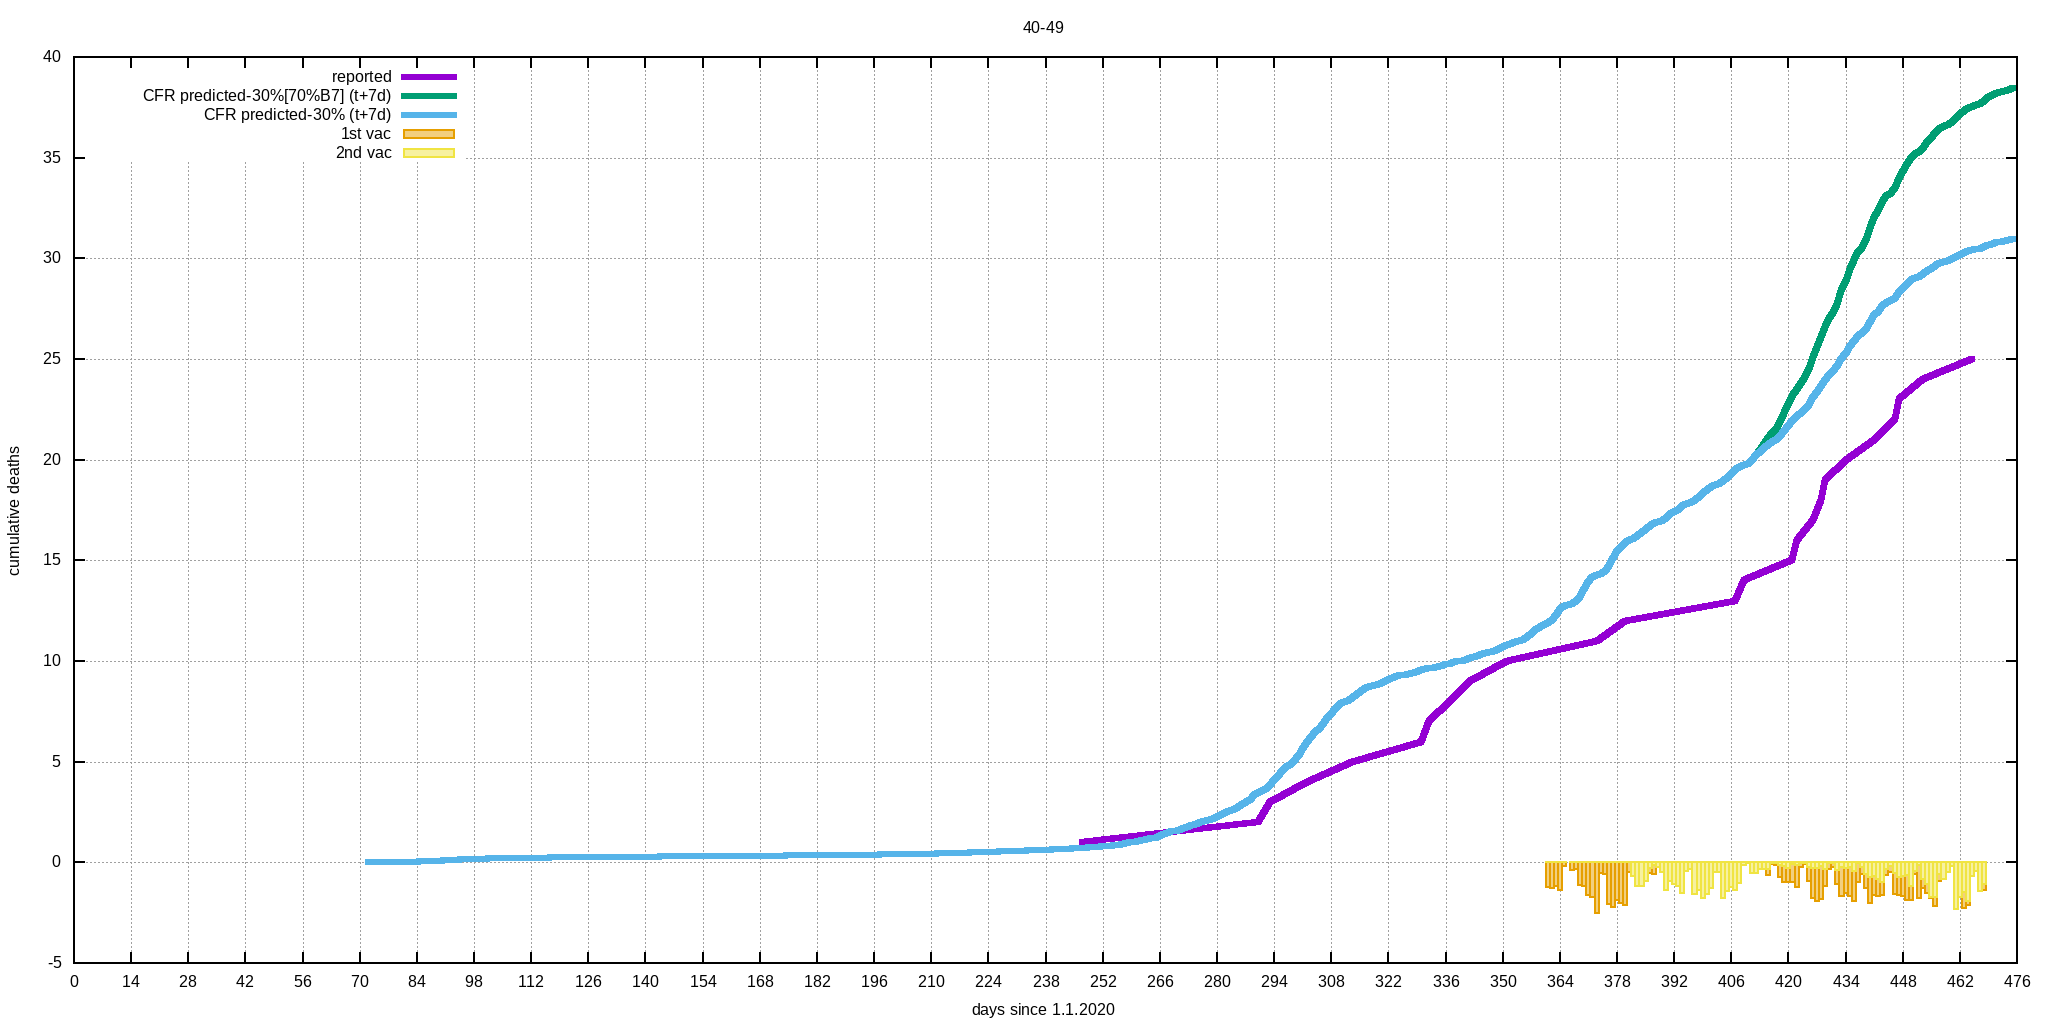 40-49
reported
CFR predicted-30%[70%B7] (t+7d)
CFR predicted-30% (t+7d)
1st vac
2nd vac
cumulative deaths
40
35
30
25
20
15
10
5
0
-5
0 14 28 42 56 70 84 98 112 126 140 154 168 182 196 210 224 238 252 266 280 294 308 322 336 350 364 378 392 406 420 434 448 462 476
days since 1.1.2020